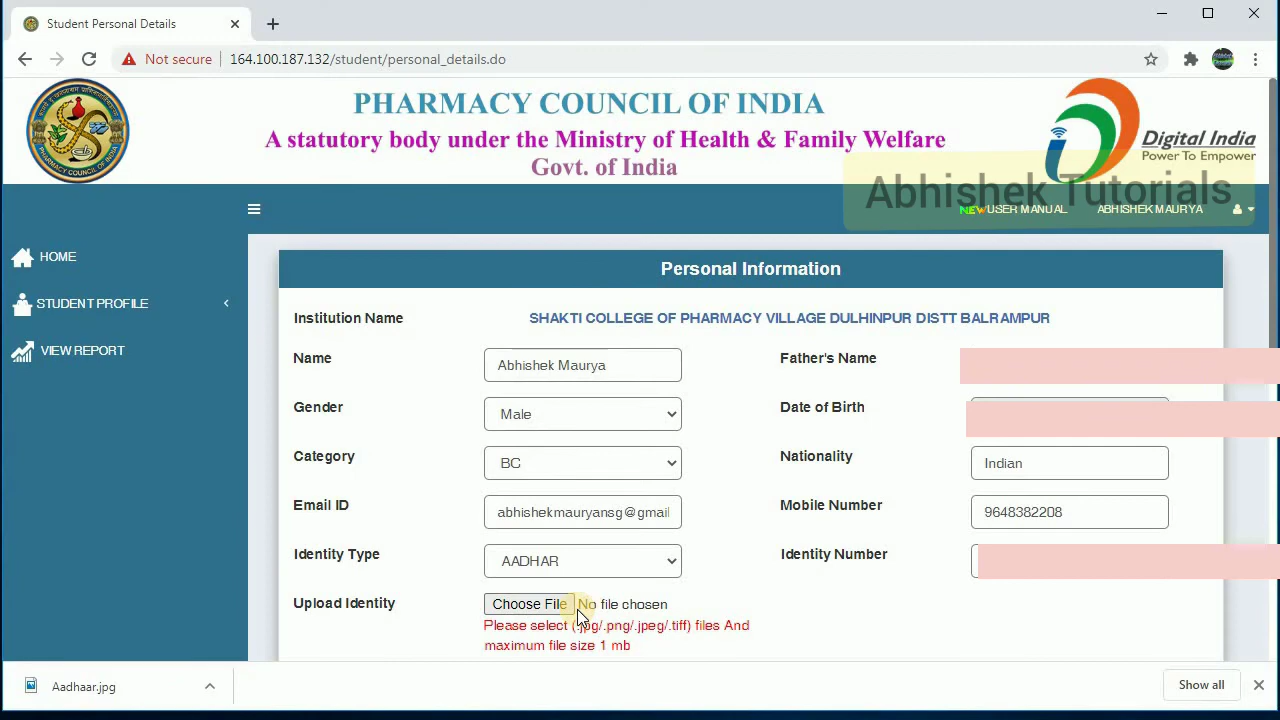 Student Personal Details
Not secure
164.100.187.132/student/personal_details.do
PHARMACY COUNCIL OF INDIA
A statutory body under the Ministry of Health & Family Welfare
Govt. of India
Digital India
Power To Empower
Abhishek Tutorials
NEW USER MANUAL
ABHISHEK MAURYA
HOME
STUDENT PROFILE
VIEW REPORT
Personal Information
Institution Name
SHAKTI COLLEGE OF PHARMACY VILLAGE DULHINPUR DISTT BALRAMPUR
Name
Abhishek Maurya
Father's Name
Gender
Male
Date of Birth
Category
BC
Nationality
Indian
Email ID
abhishekmauryansg@gmail
Mobile Number
9648382208
Identity Type
AADHAR
Identity Number
Upload Identity
Choose File No file chosen
Please select (.jpg/.png/.jpeg/.tiff) files And
maximum file size 1 mb
Aadhaar.jpg
Show all